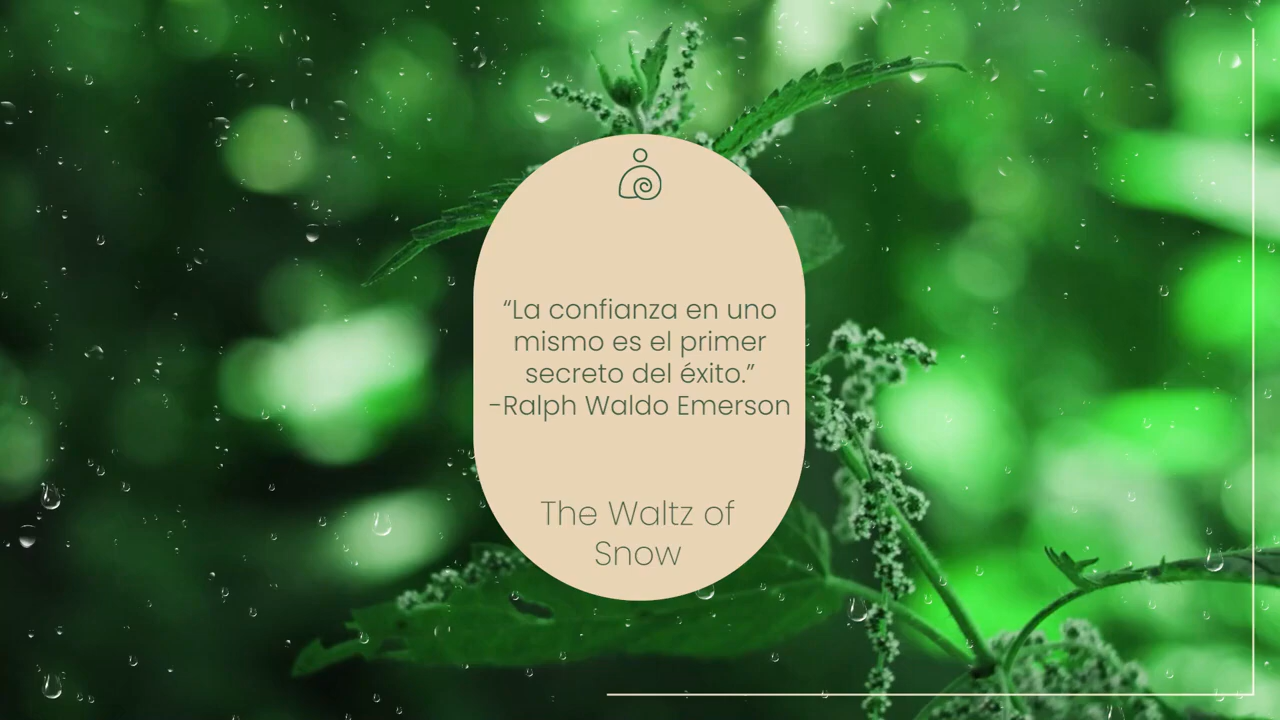 “La confianza en uno
mismo es el primer
secreto del éxito.”
-Ralph Waldo Emerson
The Waltz of
Snow